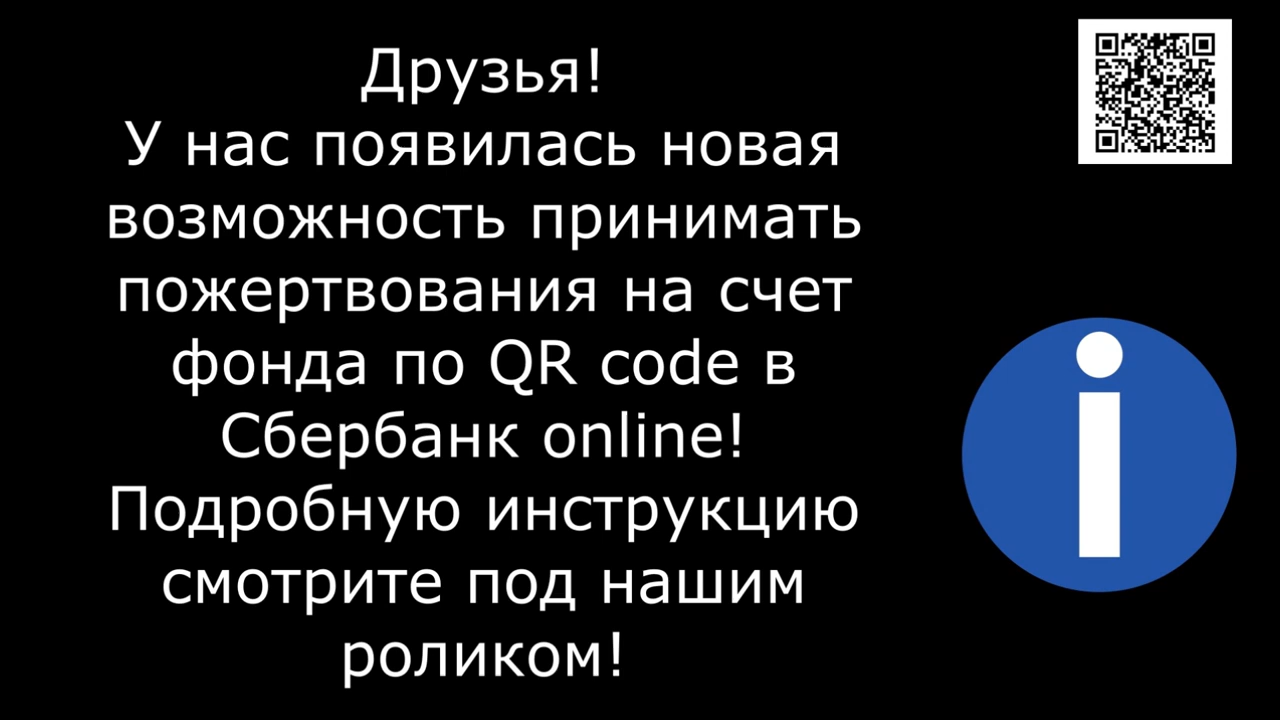 Друзья!
У нас появилась новая
возможность принимать
пожертвования на счет
фонда по QR code в
Сбербанк online!
Подробную инструкцию
смотрите под нашим
роликом!
i